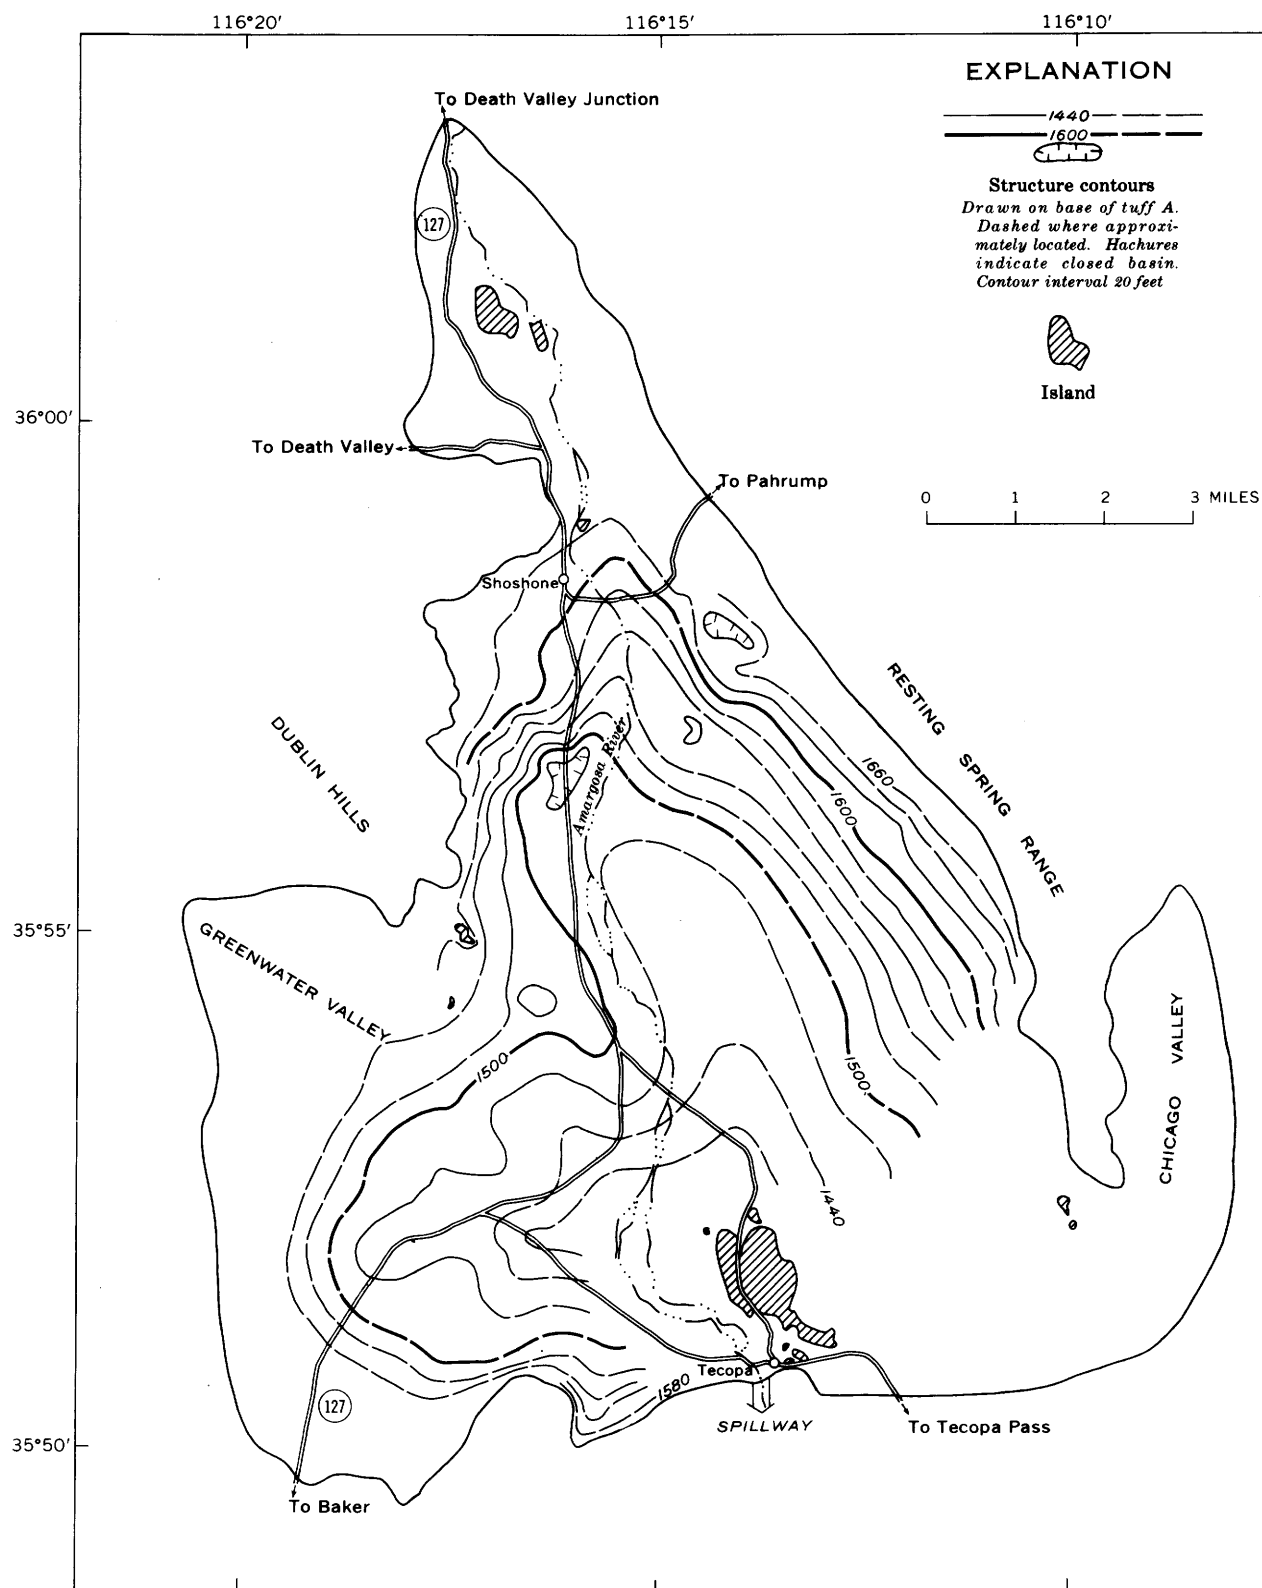 116°20′ 116°15′ 116°10′
EXPLANATION
To Death Valley Junction
1440
1600
Structure contours
Drawn on base of tuff A.
Dashed where approxi-
mately located. Hachures
indicate closed basin.
Contour interval 20 feet
127
Island
36°00′
To Death Valley
To Pahrump
0 1 2 3 MILES
Shoshone
RESTING SPRING RANGE
DUBLIN HILLS
Amargosa River
1660
1600
35°55′
GREENWATER VALLEY
CHICAGO VALLEY
1500
1500
1440
Tecopa
1580
127
SPILLWAY
To Tecopa Pass
35°50′
To Baker